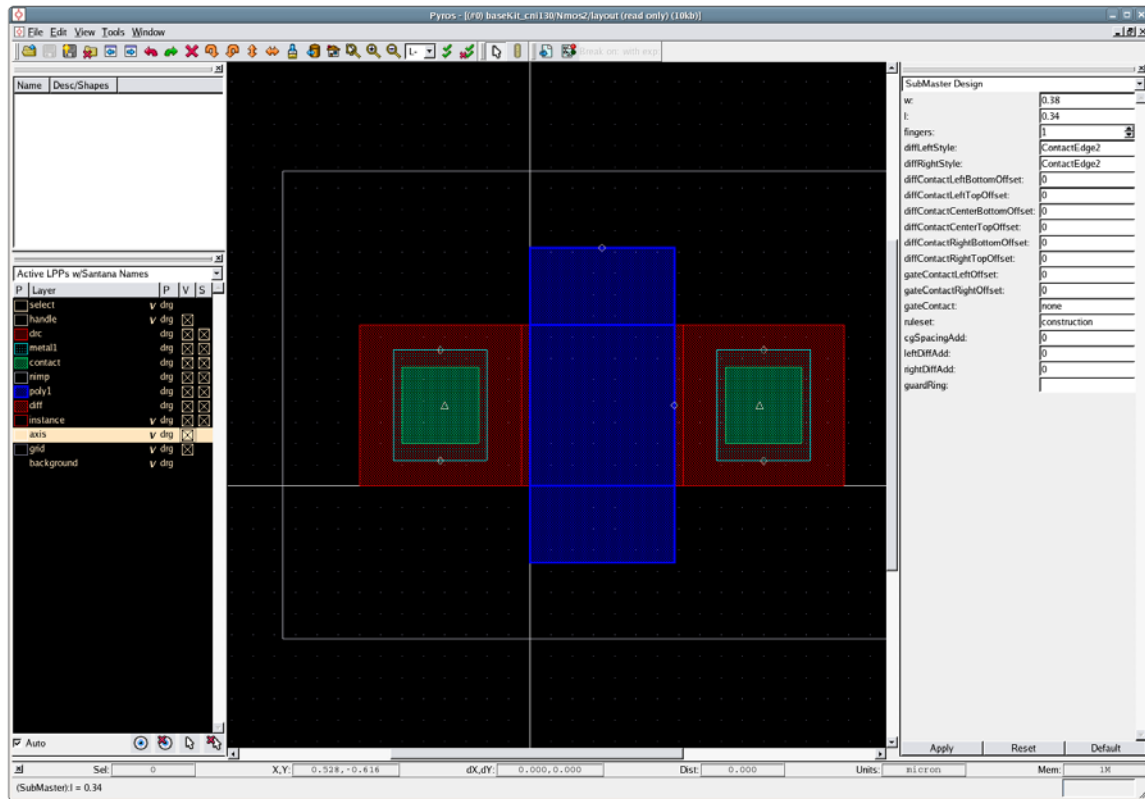 Pyros - [(#0) baseKit_cni130/Nmos2/layout (read only) (10kb)]
File Edit View Tools Window
L- Break on: with exp
Name Desc/Shapes
Active LPPs w/Santana Names
P Layer P V S
select v drg
handle v drg
drc drg
metal1 drg
contact drg
nimp drg
poly1 drg
diff drg
instance v drg
axis v drg
grid v drg
background v drg
Auto
SubMaster Design
w: 0.38
l: 0.34
fingers: 1
diffLeftStyle: ContactEdge2
diffRightStyle: ContactEdge2
diffContactLeftBottomOffset: 0
diffContactLeftTopOffset: 0
diffContactCenterBottomOffset: 0
diffContactCenterTopOffset: 0
diffContactRightBottomOffset: 0
diffContactRightTopOffset: 0
gateContactLeftOffset: 0
gateContactRightOffset: 0
gateContact: none
ruleset: construction
cgSpacingAdd: 0
leftDiffAdd: 0
rightDiffAdd: 0
guardRing:
Apply Reset Default
Sel: 0 X,Y: 0.528,-0.616 dX,dY: 0.000,0.000 Dist: 0.000 Units: micron Mem: 1M
(SubMaster):l = 0.34